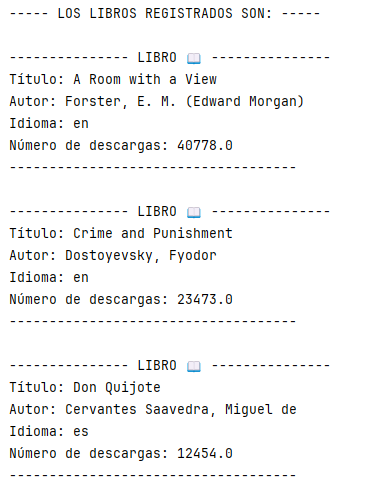 ----- LOS LIBROS REGISTRADOS SON: -----
--------------- LIBRO 📖 ---------------
Título: A Room with a View
Autor: Forster, E. M. (Edward Morgan)
Idioma: en
Número de descargas: 40778.0
------------------------------------
--------------- LIBRO 📖 ---------------
Título: Crime and Punishment
Autor: Dostoyevsky, Fyodor
Idioma: en
Número de descargas: 23473.0
------------------------------------
--------------- LIBRO 📖 ---------------
Título: Don Quijote
Autor: Cervantes Saavedra, Miguel de
Idioma: es
Número de descargas: 12454.0
------------------------------------